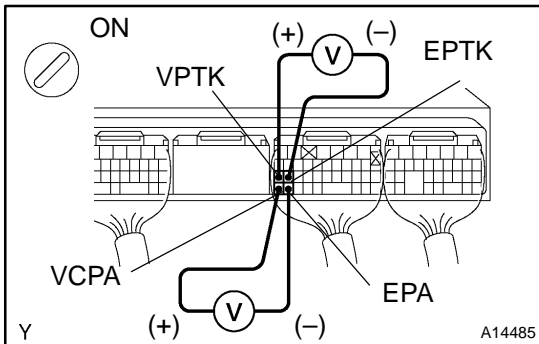 ON
(+)
V
(–)
EPTK
VPTK
VCPA
EPA
(+)
V
(–)
Y
A14485